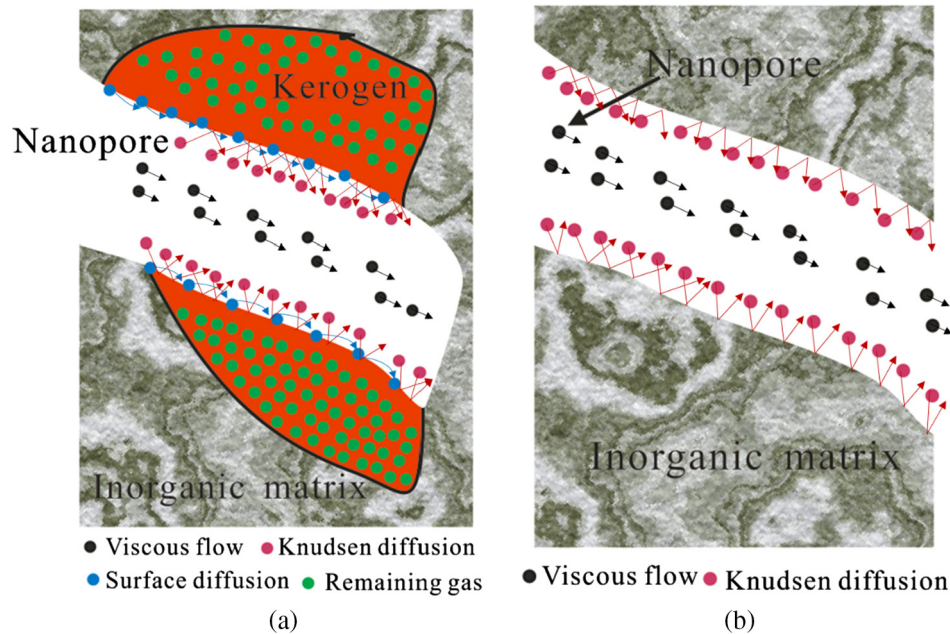 Kerogen
Nanopore
Inorganic matrix
Viscous flow Knudsen diffusion
Surface diffusion Remaining gas
(a)
Nanopore
Inorganic matrix
Viscous flow Knudsen diffusion
(b)